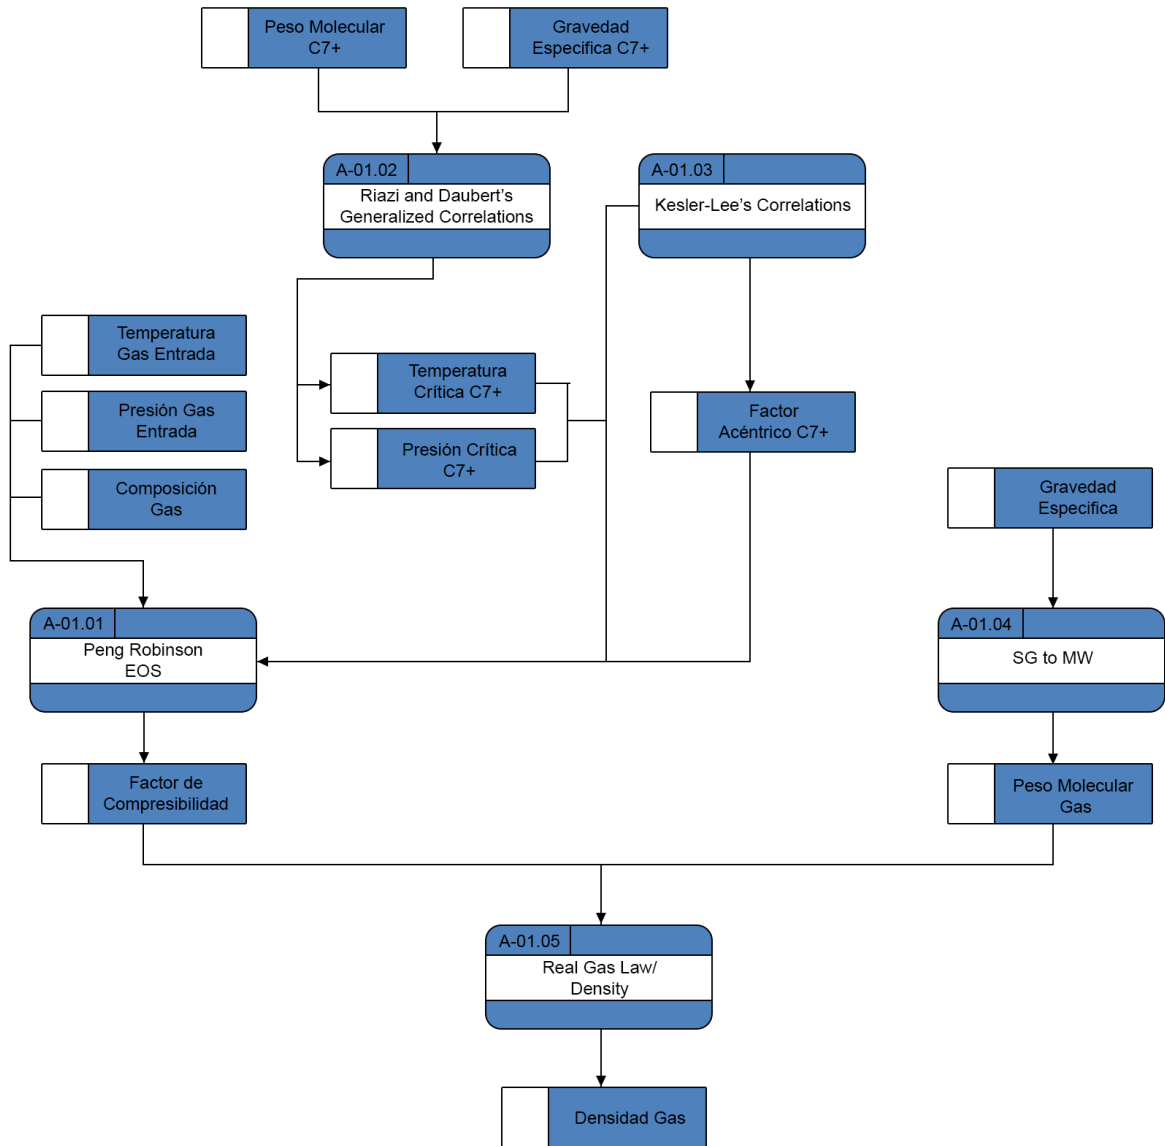 Peso Molecular
C7+
Gravedad
Especifica C7+
A-01.02
Riazi and Daubert's
Generalized Correlations
A-01.03
Kesler-Lee's Correlations
Temperatura
Gas Entrada
Presión Gas
Entrada
Composición
Gas
Temperatura
Crítica C7+
Presión Crítica
C7+
Factor
Acéntrico C7+
Gravedad
Especifica
A-01.01
Peng Robinson
EOS
A-01.04
SG to MW
Factor de
Compresibilidad
Peso Molecular
Gas
A-01.05
Real Gas Law/
Density
Densidad Gas